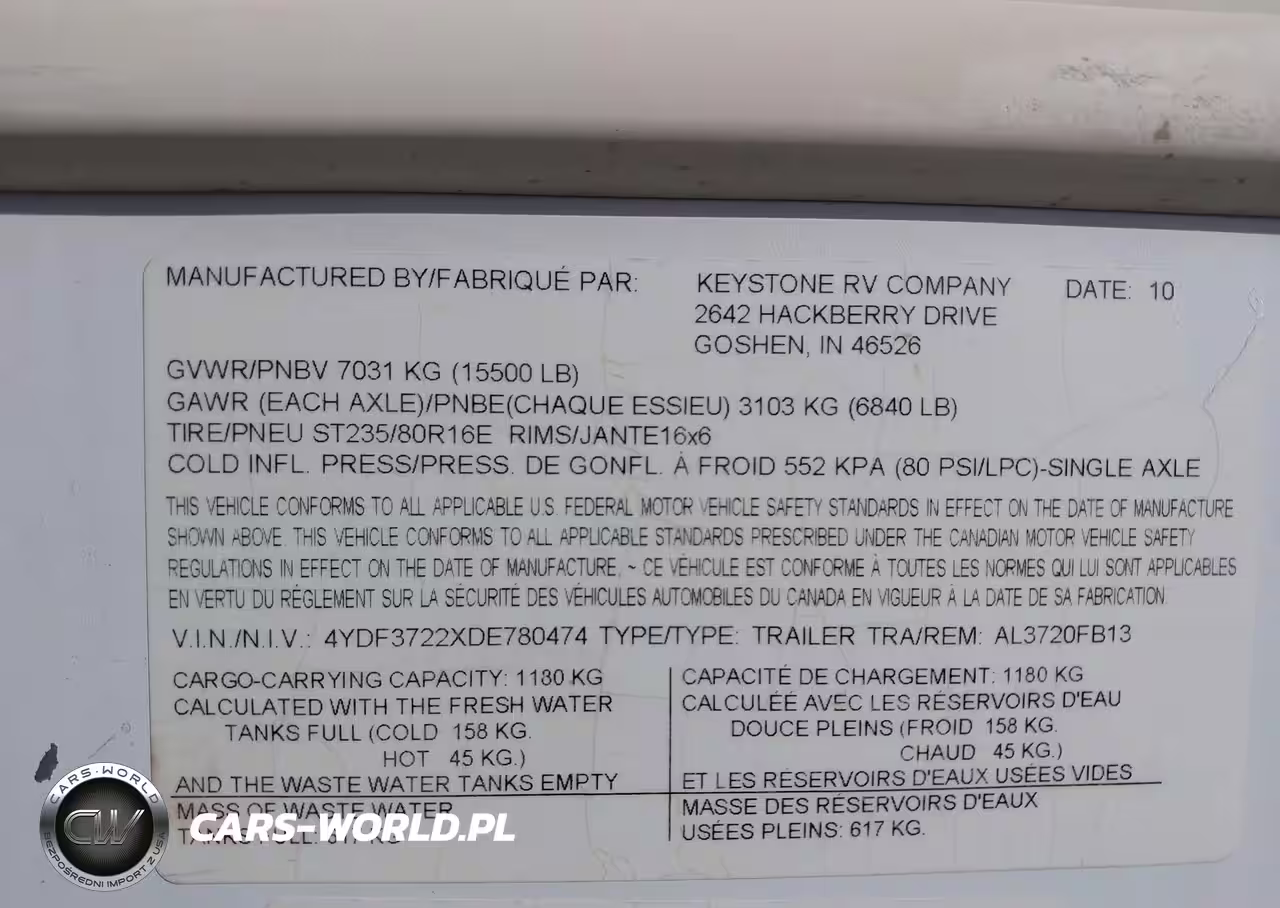 MANUFACTURED BY/FABRIQUÉ PAR: KEYSTONE RV COMPANY DATE: 10
2642 HACKBERRY DRIVE
GOSHEN, IN 46526
GVWR/PNBV 7031 KG (15500 LB)
GAWR (EACH AXLE)/PNBE(CHAQUE ESSIEU) 3103 KG (6840 LB)
TIRE/PNEU ST235/80R16E RIMS/JANTE16x6
COLD INFL. PRESS/PRESS. DE GONFL. À FROID 552 KPA (80 PSI/LPC)-SINGLE AXLE
THIS VEHICLE CONFORMS TO ALL APPLICABLE U.S. FEDERAL MOTOR VEHICLE SAFETY STANDARDS IN EFFECT ON THE DATE OF MANUFACTURE
SHOWN ABOVE. THIS VEHICLE CONFORMS TO ALL APPLICABLE STANDARDS PRESCRIBED UNDER THE CANADIAN MOTOR VEHICLE SAFETY
REGULATIONS IN EFFECT ON THE DATE OF MANUFACTURE. ~ CE VÉHICULE EST CONFORME À TOUTES LES NORMES QUI LUI SONT APPLICABLES
EN VERTU DU RÉGLEMENT SUR LA SÉCURITÉ DES VÉHICULES AUTOMOBILES DU CANADA EN VIGUEUR À LA DATE DE SA FABRICATION
V.I.N./N.I.V.: 4YDF3722XDE780474 TYPE/TYPE: TRAILER TRA/REM: AL3720FB13
CARGO-CARRYING CAPACITY: 1180 KG
CALCULATED WITH THE FRESH WATER
TANKS FULL (COLD 158 KG.
HOT 45 KG.)
AND THE WASTE WATER TANKS EMPTY
MASS OF WASTE WATER
TANKS FULL: 617 KG
CAPACITÉ DE CHARGEMENT: 1180 KG
CALCULÉE AVEC LES RÉSERVOIRS D'EAU
DOUCE PLEINS (FROID 158 KG.
CHAUD 45 KG.)
ET LES RÉSERVOIRS D'EAUX USÉES VIDES
MASSE DES RÉSERVOIRS D'EAUX
USÉES PLEINS: 617 KG.
CARS-WORLD
CW
BEZPOŚREDNI IMPORT Z USA
CARS-WORLD.PL